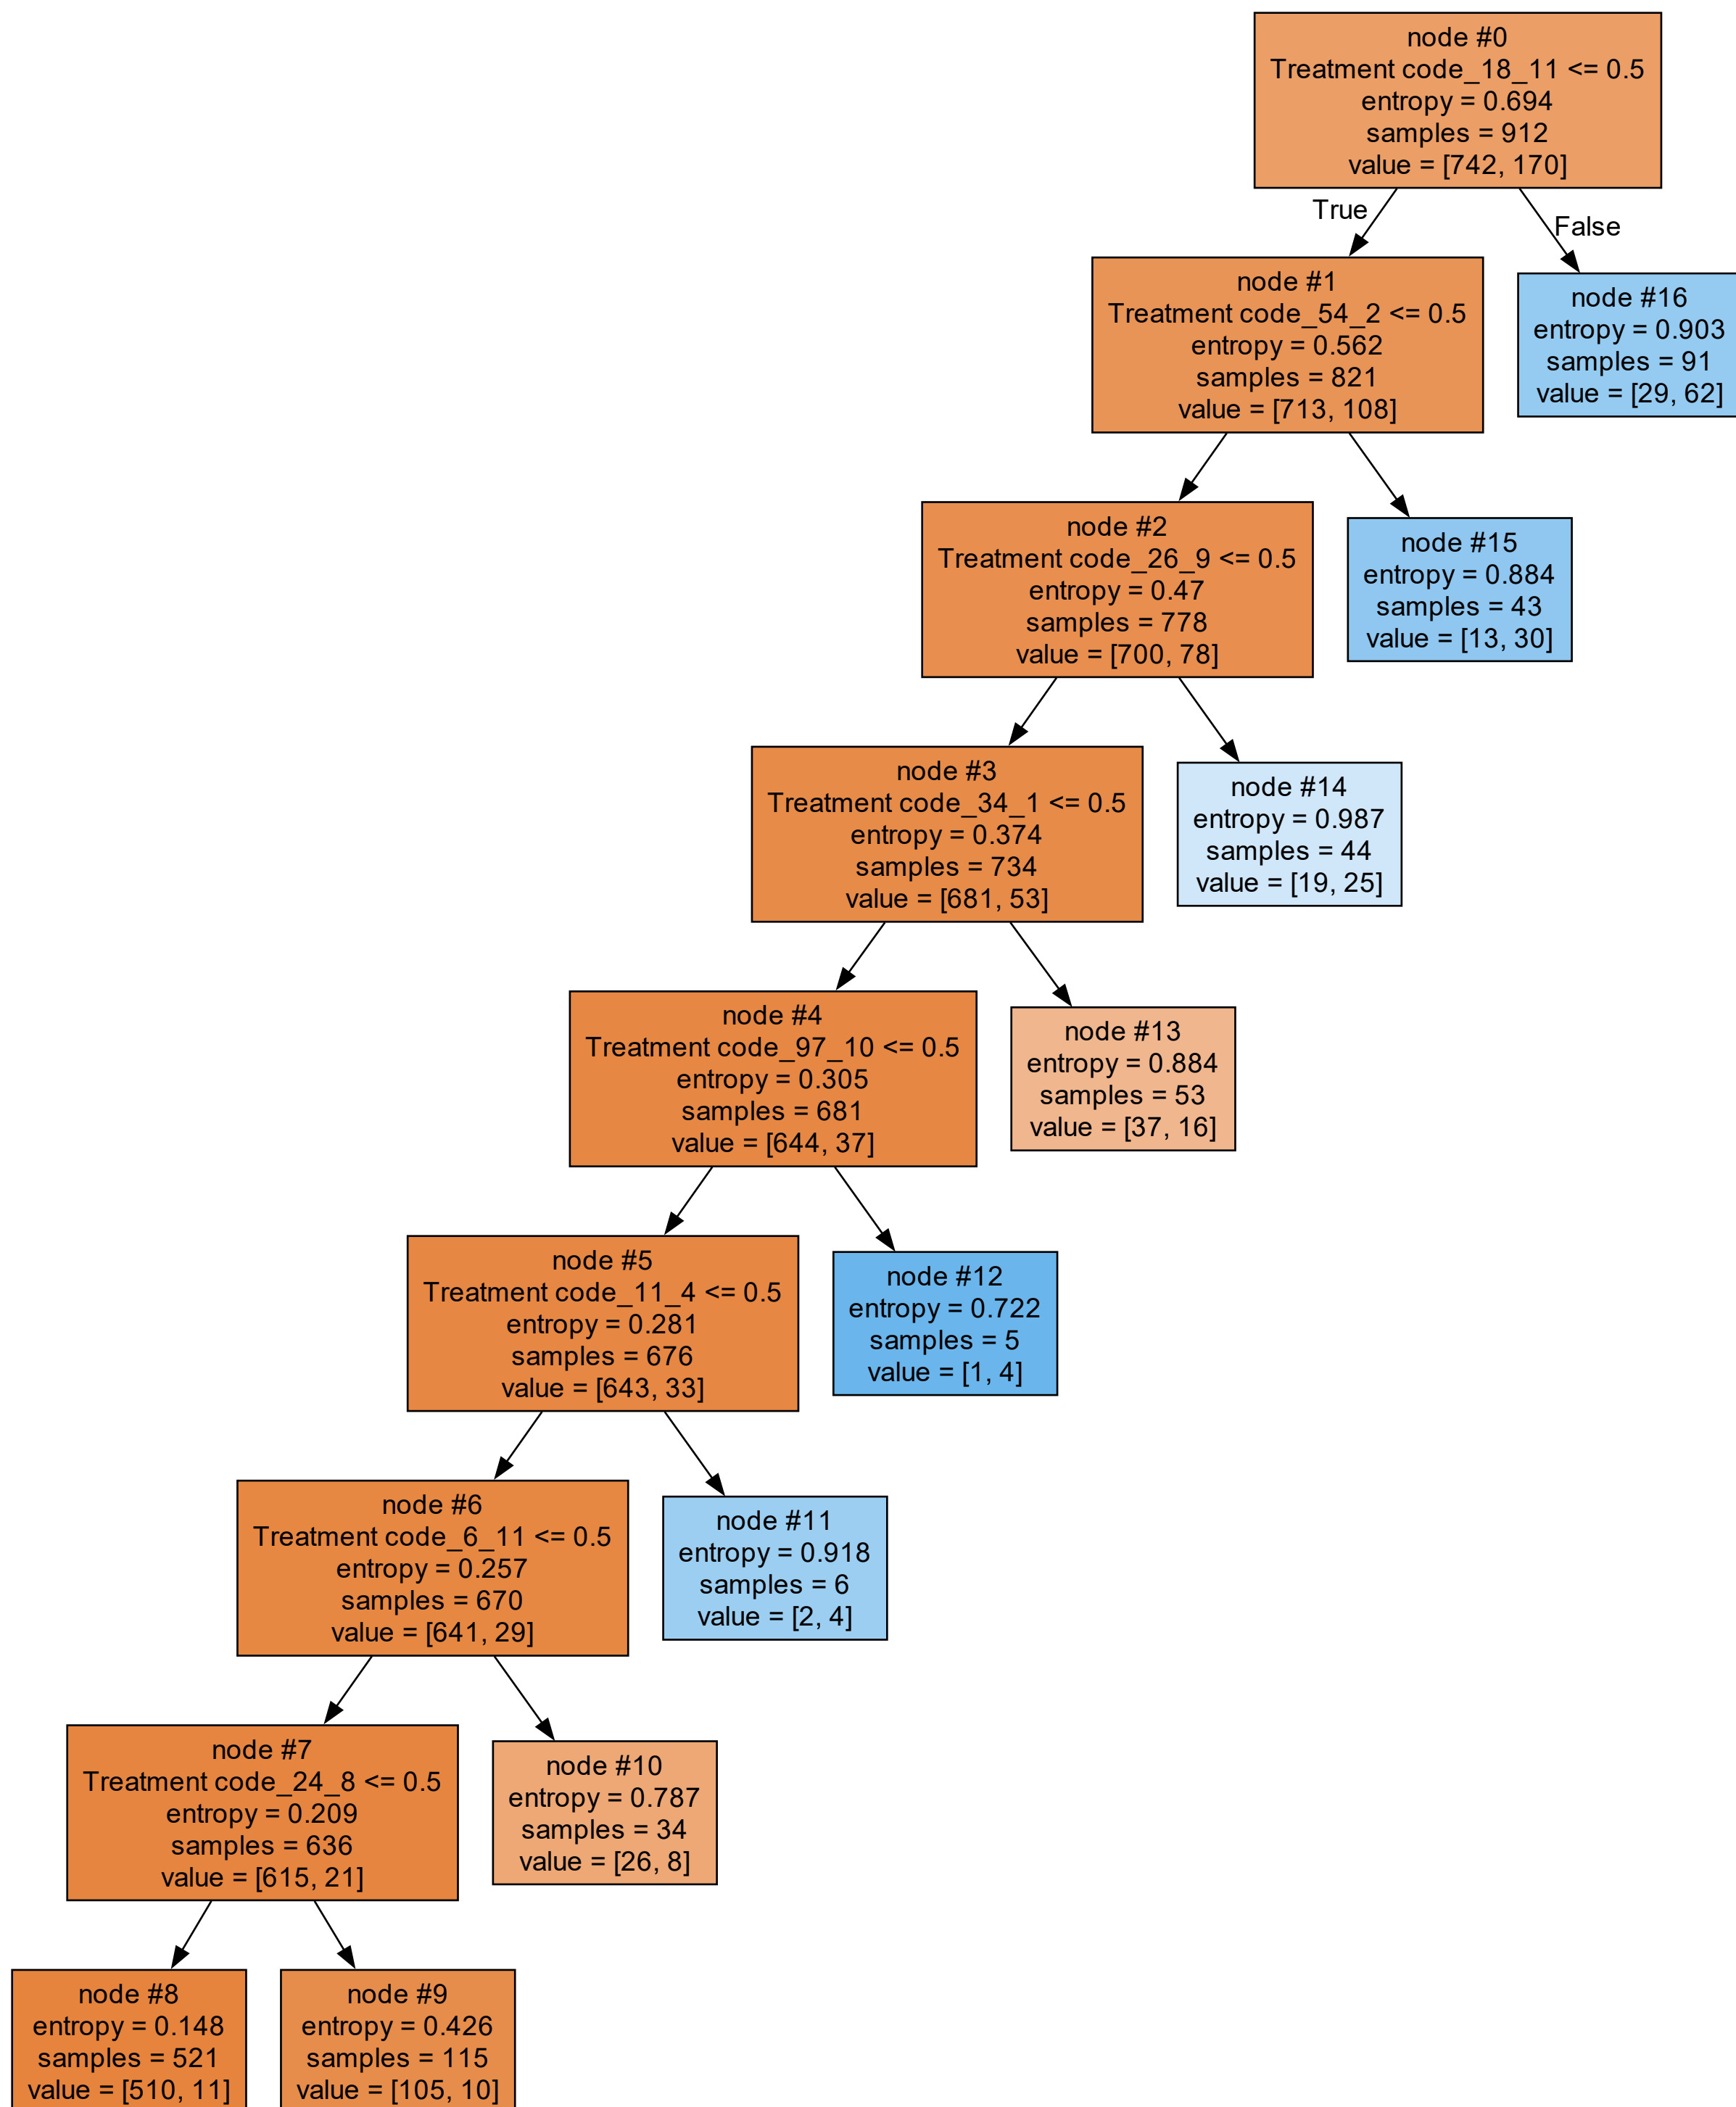 node #0
Treatment code_18_11 <= 0.5
entropy = 0.694
samples = 912
value = [742, 170]
True
False
node #1
Treatment code_54_2 <= 0.5
entropy = 0.562
samples = 821
value = [713, 108]
node #16
entropy = 0.903
samples = 91
value = [29, 62]
node #2
Treatment code_26_9 <= 0.5
entropy = 0.47
samples = 778
value = [700, 78]
node #15
entropy = 0.884
samples = 43
value = [13, 30]
node #3
Treatment code_34_1 <= 0.5
entropy = 0.374
samples = 734
value = [681, 53]
node #14
entropy = 0.987
samples = 44
value = [19, 25]
node #4
Treatment code_97_10 <= 0.5
entropy = 0.305
samples = 681
value = [644, 37]
node #13
entropy = 0.884
samples = 53
value = [37, 16]
node #5
Treatment code_11_4 <= 0.5
entropy = 0.281
samples = 676
value = [643, 33]
node #12
entropy = 0.722
samples = 5
value = [1, 4]
node #6
Treatment code_6_11 <= 0.5
entropy = 0.257
samples = 670
value = [641, 29]
node #11
entropy = 0.918
samples = 6
value = [2, 4]
node #7
Treatment code_24_8 <= 0.5
entropy = 0.209
samples = 636
value = [615, 21]
node #10
entropy = 0.787
samples = 34
value = [26, 8]
node #8
entropy = 0.148
samples = 521
value = [510, 11]
node #9
entropy = 0.426
samples = 115
value = [105, 10]